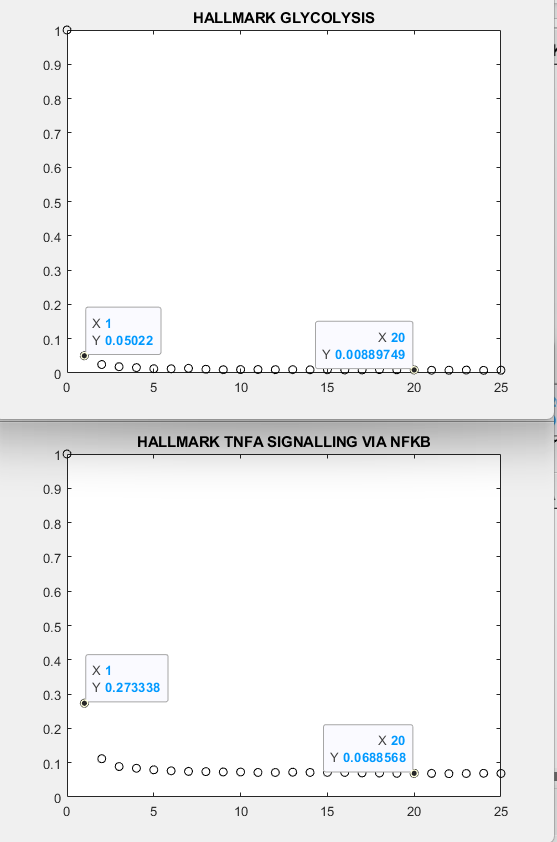 HALLMARK GLYCOLYSIS
1
0.9
0.8
0.7
0.6
0.5
0.4
0.3
0.2
0.1
0
X 1
Y 0.05022
X 20
Y 0.00889749
0 5 10 15 20 25
HALLMARK TNFA SIGNALLING VIA NFKB
1
0.9
0.8
0.7
0.6
0.5
0.4
0.3
0.2
0.1
0
X 1
Y 0.273338
X 20
Y 0.0688568
0 5 10 15 20 25